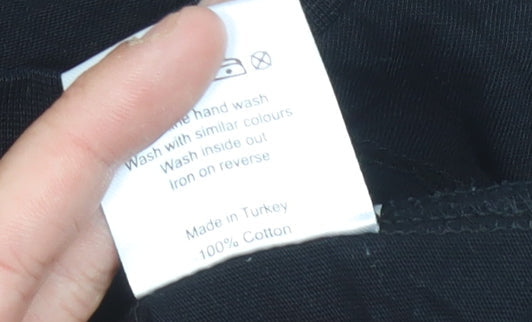 hand wash
Wash with similar colours
Wash inside out
Iron on reverse
Made in Turkey
100% Cotton